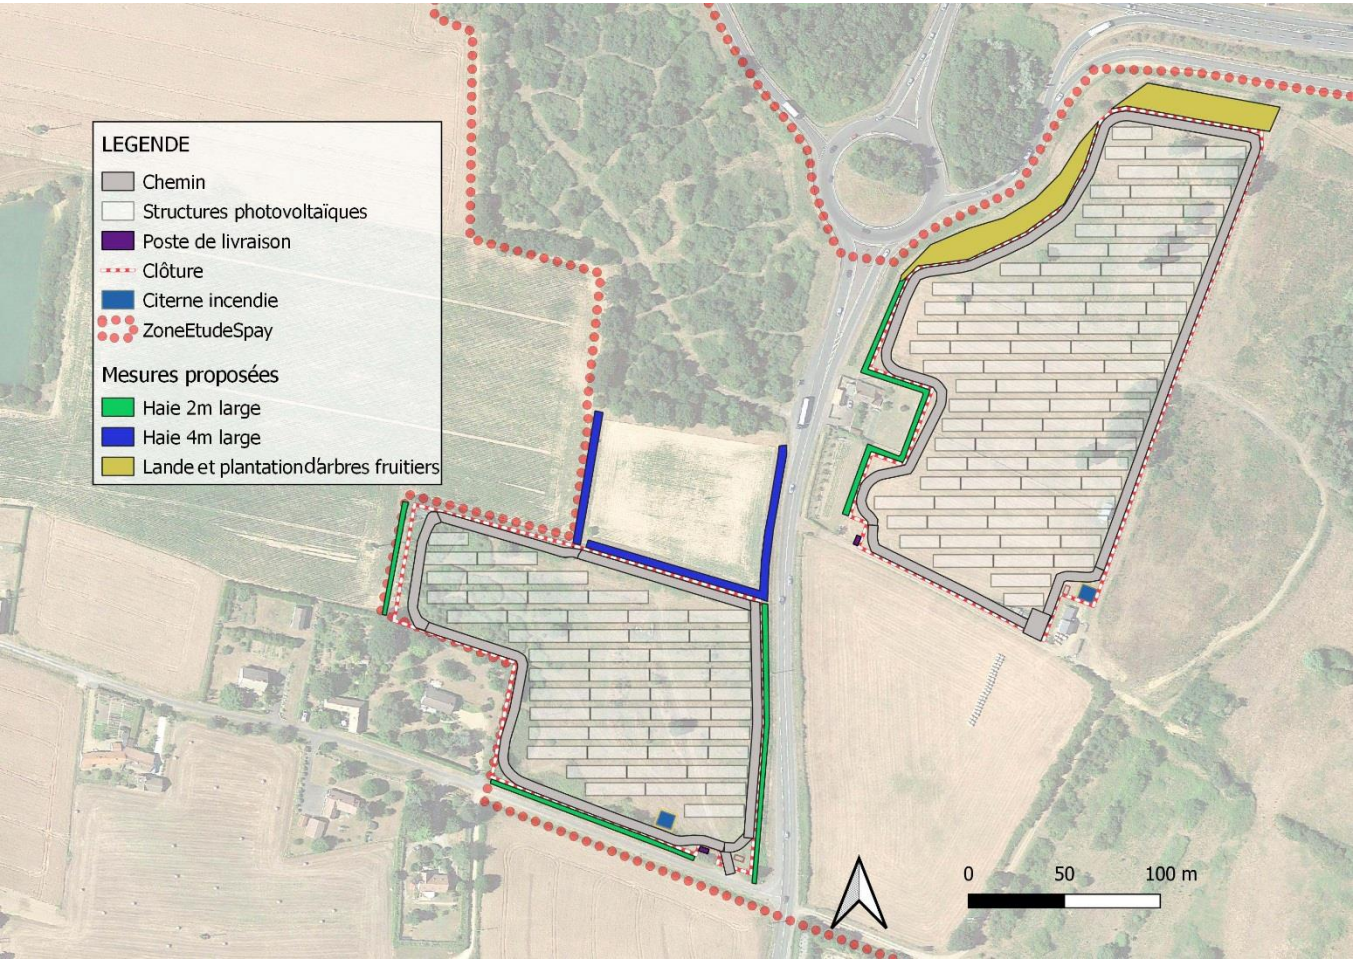 LEGENDE
Chemin
Structures photovoltaïques
Poste de livraison
Clôture
Citerne incendie
ZoneEtudeSpay
Mesures proposées
Haie 2m large
Haie 4m large
Lande et plantation d'arbres fruitiers
0 50 100 m